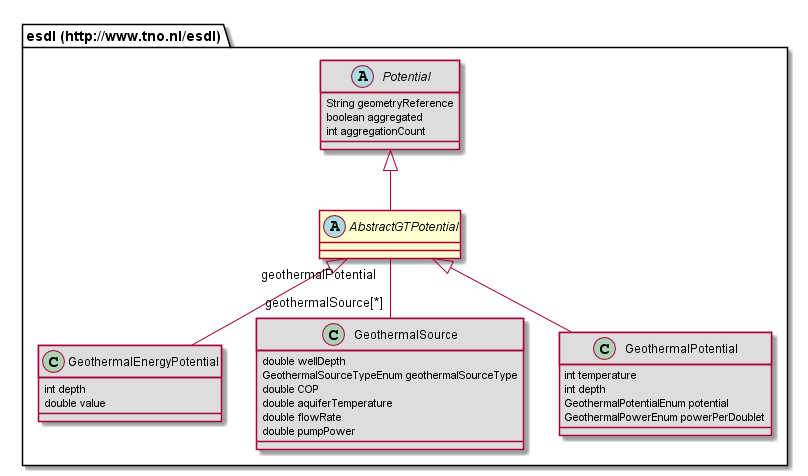 esdl (http://www.tno.nl/esdl)
A Potential
String geometryReference
boolean aggregated
int aggregationCount
A AbstractGTPotential
geothermalPotential
geothermalSource[*]
C GeothermalEnergyPotential
int depth
double value
C GeothermalSource
double wellDepth
GeothermalSourceTypeEnum geothermalSourceType
double COP
double aquiferTemperature
double flowRate
double pumpPower
C GeothermalPotential
int temperature
int depth
GeothermalPotentialEnum potential
GeothermalPowerEnum powerPerDoublet